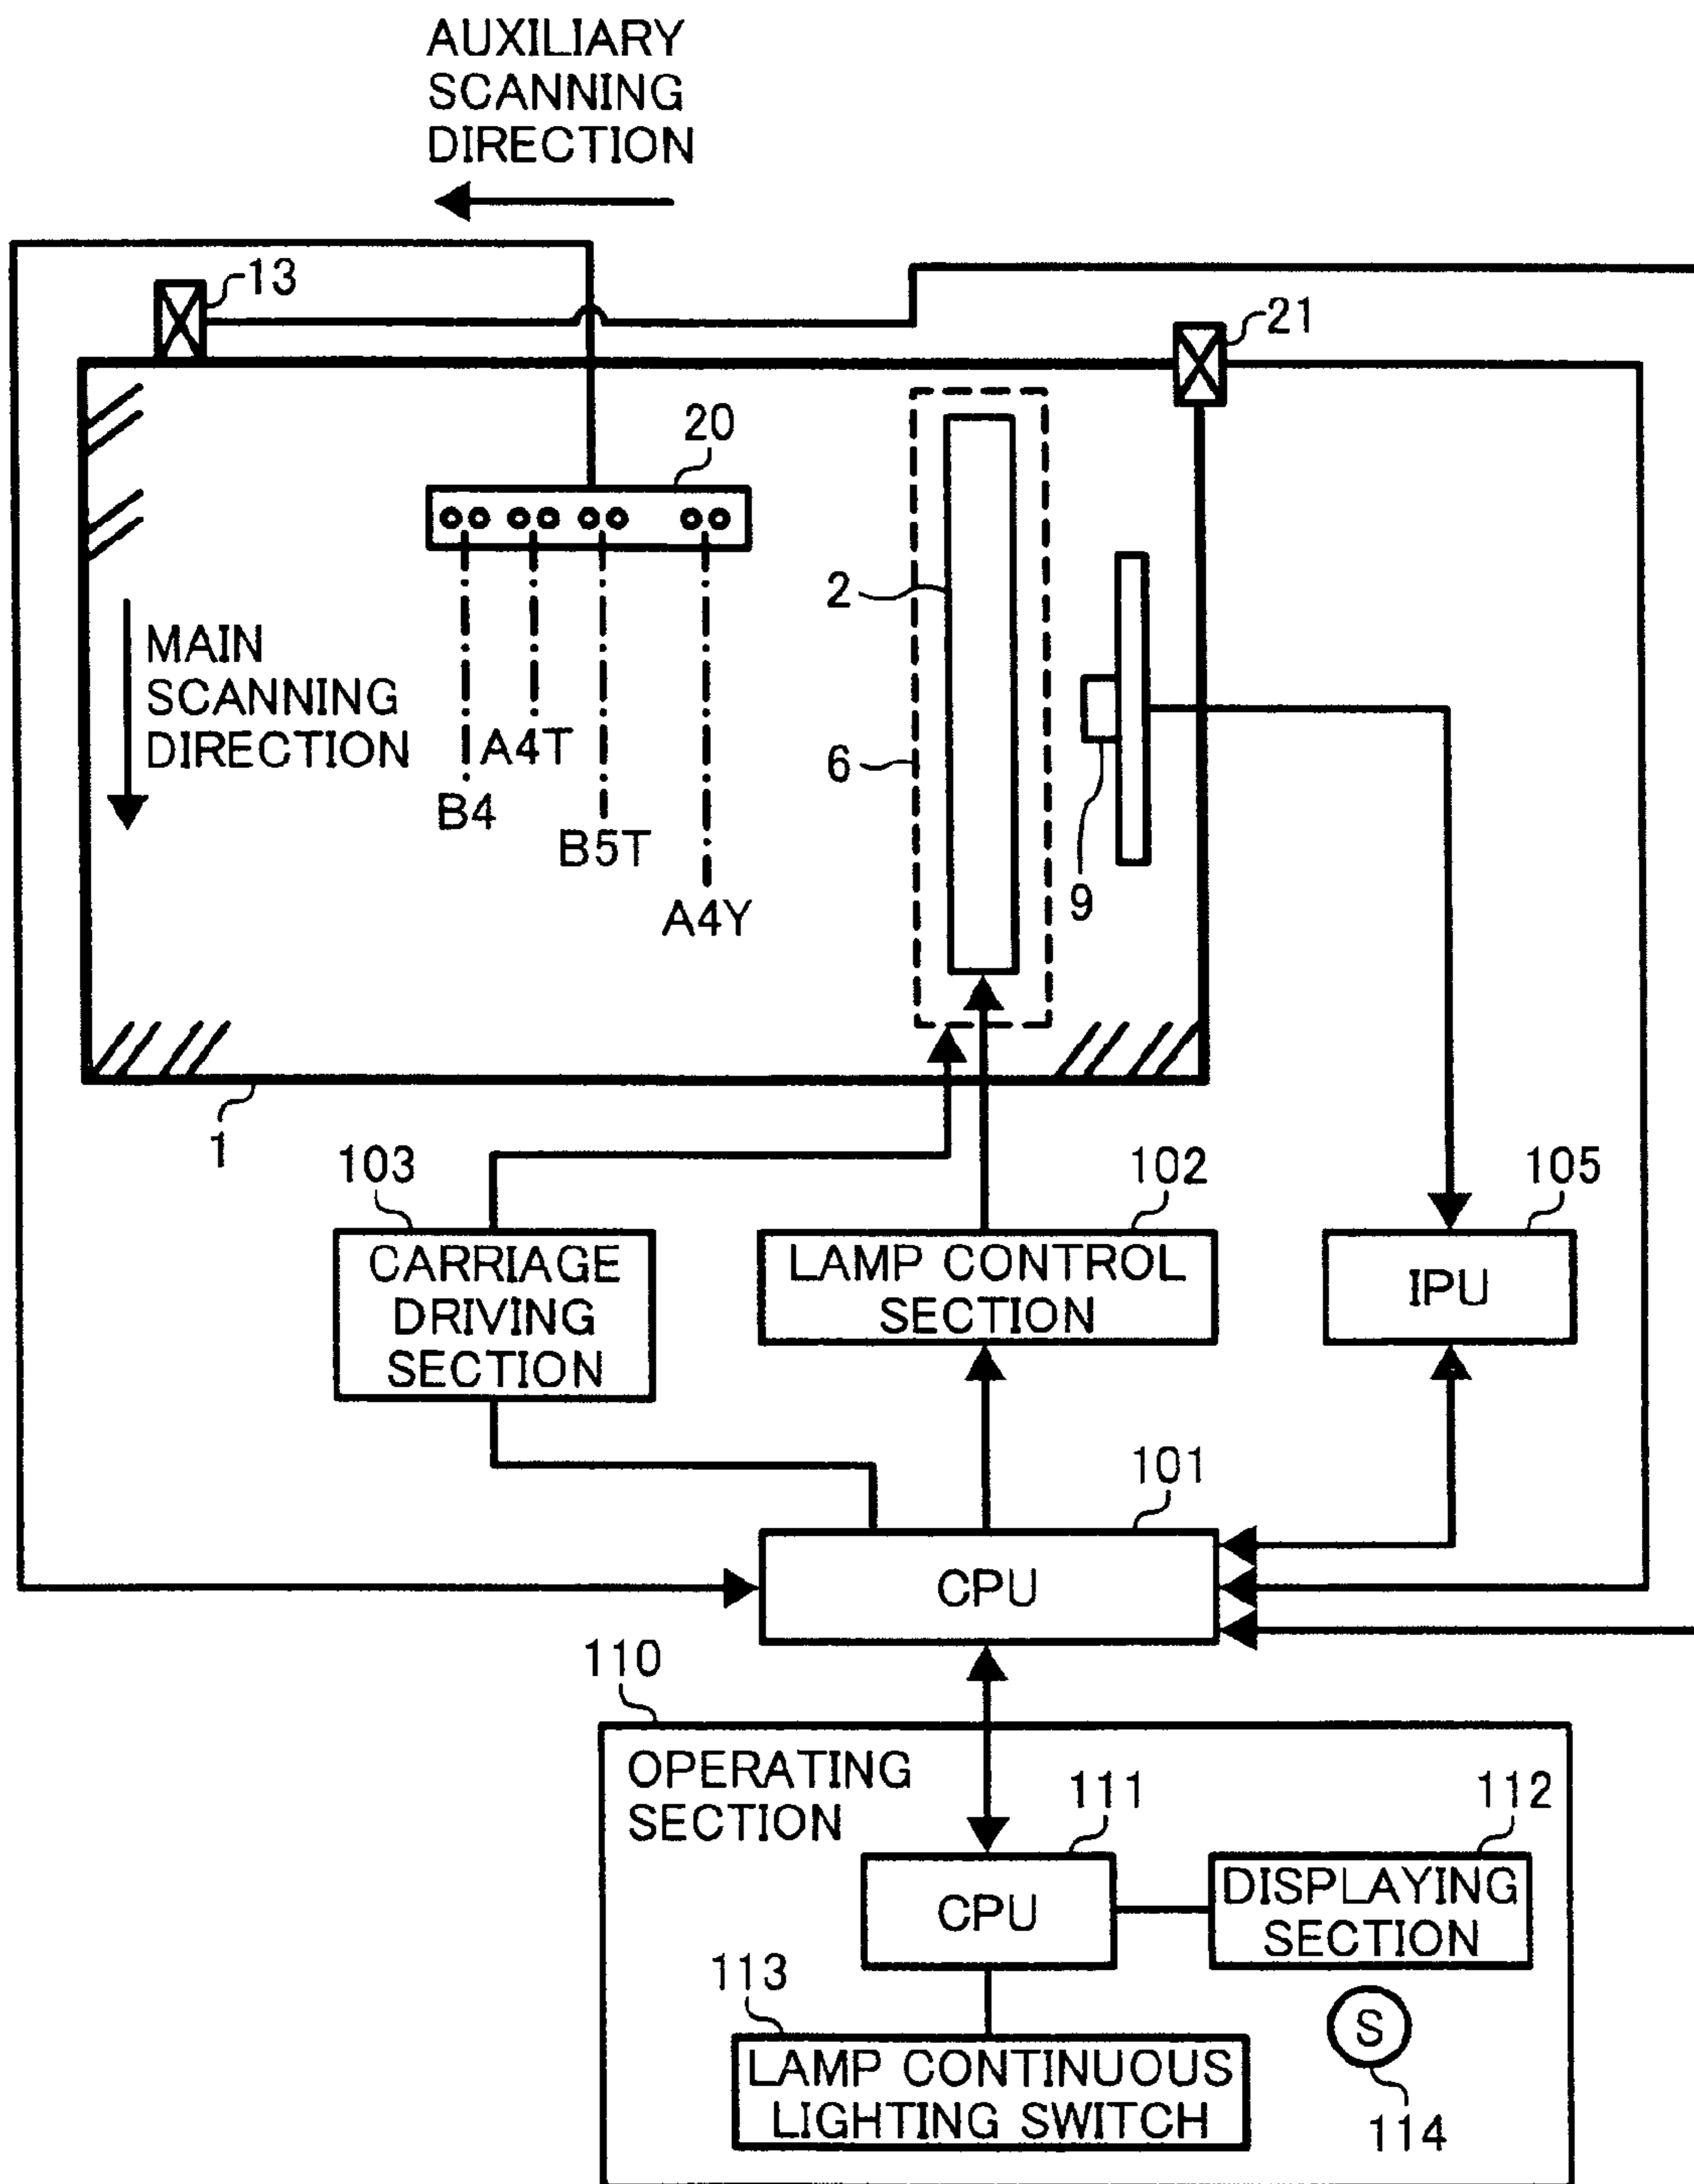 AUXILIARY
SCANNING
DIRECTION
13
21
20
2
MAIN
SCANNING
DIRECTION
A4T
6
B4
B5T
9
A4Y
1
103
102
105
CARRIAGE
DRIVING
SECTION
LAMP CONTROL
SECTION
IPU
101
CPU
110
OPERATING
SECTION
111
112
CPU
DISPLAYING
SECTION
113
S
LAMP CONTINUOUS
LIGHTING SWITCH
114